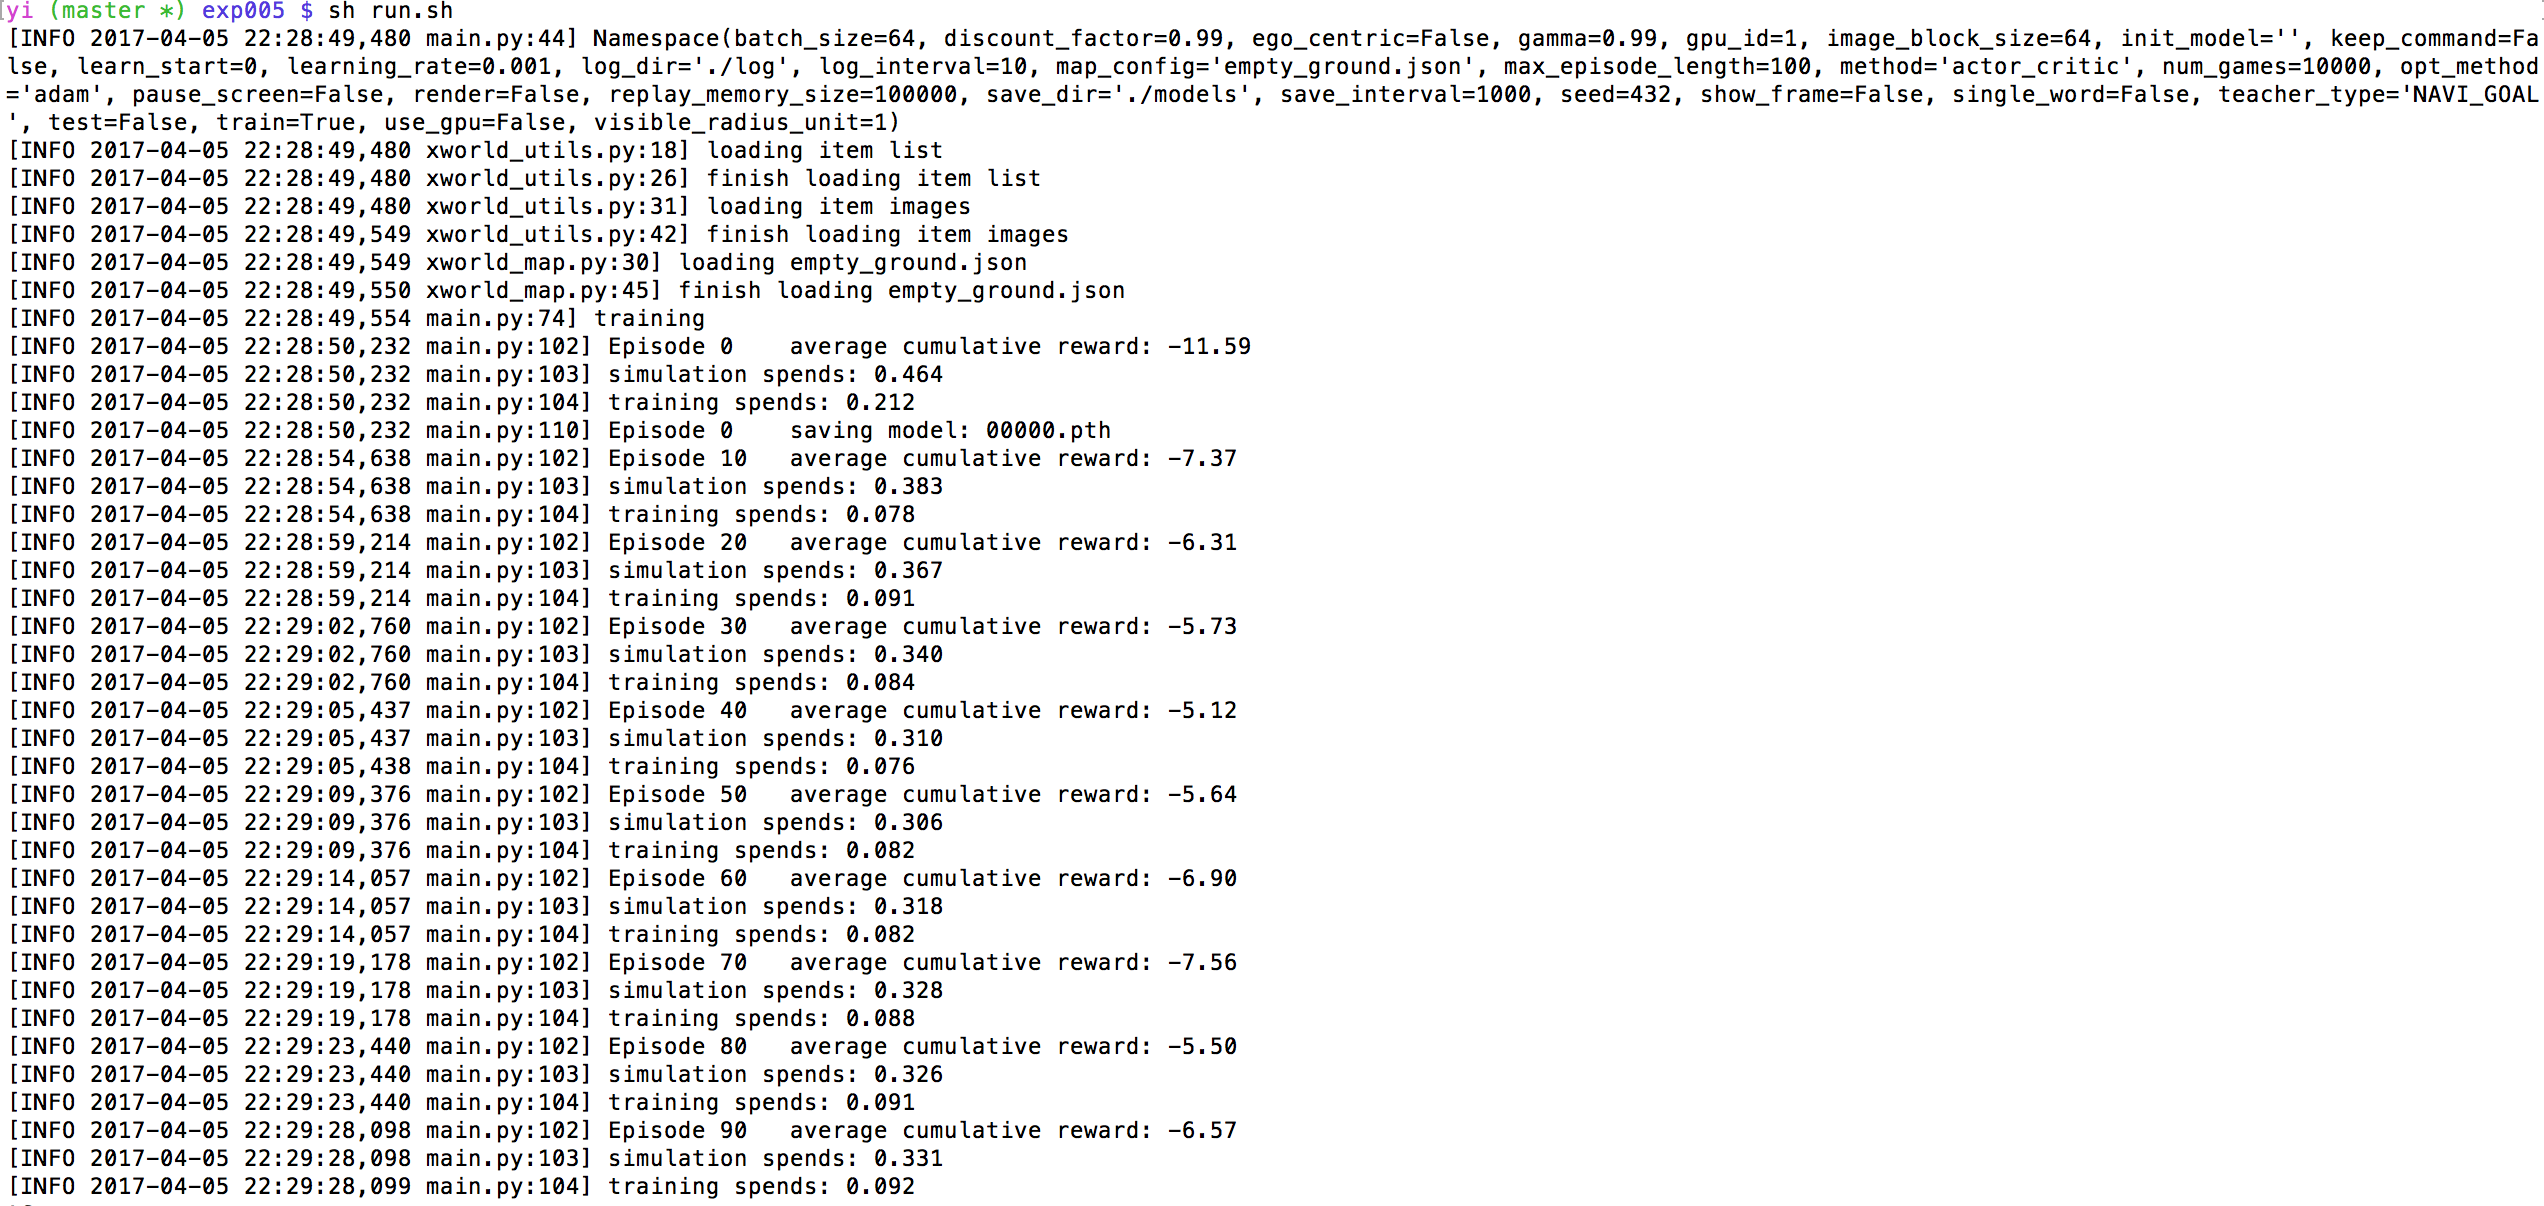 yi (master *) exp005 $ sh run.sh
[INFO 2017-04-05 22:28:49,480 main.py:44] Namespace(batch_size=64, discount_factor=0.99, ego_centric=False, gamma=0.99, gpu_id=1, image_block_size=64, init_model='', keep_command=Fa
lse, learn_start=0, learning_rate=0.001, log_dir='./log', log_interval=10, map_config='empty_ground.json', max_episode_length=100, method='actor_critic', num_games=10000, opt_method
='adam', pause_screen=False, render=False, replay_memory_size=100000, save_dir='./models', save_interval=1000, seed=432, show_frame=False, single_word=False, teacher_type='NAVI_GOAL
', test=False, train=True, use_gpu=False, visible_radius_unit=1)
[INFO 2017-04-05 22:28:49,480 xworld_utils.py:18] loading item list
[INFO 2017-04-05 22:28:49,480 xworld_utils.py:26] finish loading item list
[INFO 2017-04-05 22:28:49,480 xworld_utils.py:31] loading item images
[INFO 2017-04-05 22:28:49,549 xworld_utils.py:42] finish loading item images
[INFO 2017-04-05 22:28:49,549 xworld_map.py:30] loading empty_ground.json
[INFO 2017-04-05 22:28:49,550 xworld_map.py:45] finish loading empty_ground.json
[INFO 2017-04-05 22:28:49,554 main.py:74] training
[INFO 2017-04-05 22:28:50,232 main.py:102] Episode 0    average cumulative reward: -11.59
[INFO 2017-04-05 22:28:50,232 main.py:103] simulation spends: 0.464
[INFO 2017-04-05 22:28:50,232 main.py:104] training spends: 0.212
[INFO 2017-04-05 22:28:50,232 main.py:110] Episode 0    saving model: 00000.pth
[INFO 2017-04-05 22:28:54,638 main.py:102] Episode 10   average cumulative reward: -7.37
[INFO 2017-04-05 22:28:54,638 main.py:103] simulation spends: 0.383
[INFO 2017-04-05 22:28:54,638 main.py:104] training spends: 0.078
[INFO 2017-04-05 22:28:59,214 main.py:102] Episode 20   average cumulative reward: -6.31
[INFO 2017-04-05 22:28:59,214 main.py:103] simulation spends: 0.367
[INFO 2017-04-05 22:28:59,214 main.py:104] training spends: 0.091
[INFO 2017-04-05 22:29:02,760 main.py:102] Episode 30   average cumulative reward: -5.73
[INFO 2017-04-05 22:29:02,760 main.py:103] simulation spends: 0.340
[INFO 2017-04-05 22:29:02,760 main.py:104] training spends: 0.084
[INFO 2017-04-05 22:29:05,437 main.py:102] Episode 40   average cumulative reward: -5.12
[INFO 2017-04-05 22:29:05,437 main.py:103] simulation spends: 0.310
[INFO 2017-04-05 22:29:05,438 main.py:104] training spends: 0.076
[INFO 2017-04-05 22:29:09,376 main.py:102] Episode 50   average cumulative reward: -5.64
[INFO 2017-04-05 22:29:09,376 main.py:103] simulation spends: 0.306
[INFO 2017-04-05 22:29:09,376 main.py:104] training spends: 0.082
[INFO 2017-04-05 22:29:14,057 main.py:102] Episode 60   average cumulative reward: -6.90
[INFO 2017-04-05 22:29:14,057 main.py:103] simulation spends: 0.318
[INFO 2017-04-05 22:29:14,057 main.py:104] training spends: 0.082
[INFO 2017-04-05 22:29:19,178 main.py:102] Episode 70   average cumulative reward: -7.56
[INFO 2017-04-05 22:29:19,178 main.py:103] simulation spends: 0.328
[INFO 2017-04-05 22:29:19,178 main.py:104] training spends: 0.088
[INFO 2017-04-05 22:29:23,440 main.py:102] Episode 80   average cumulative reward: -5.50
[INFO 2017-04-05 22:29:23,440 main.py:103] simulation spends: 0.326
[INFO 2017-04-05 22:29:23,440 main.py:104] training spends: 0.091
[INFO 2017-04-05 22:29:28,098 main.py:102] Episode 90   average cumulative reward: -6.57
[INFO 2017-04-05 22:29:28,098 main.py:103] simulation spends: 0.331
[INFO 2017-04-05 22:29:28,099 main.py:104] training spends: 0.092